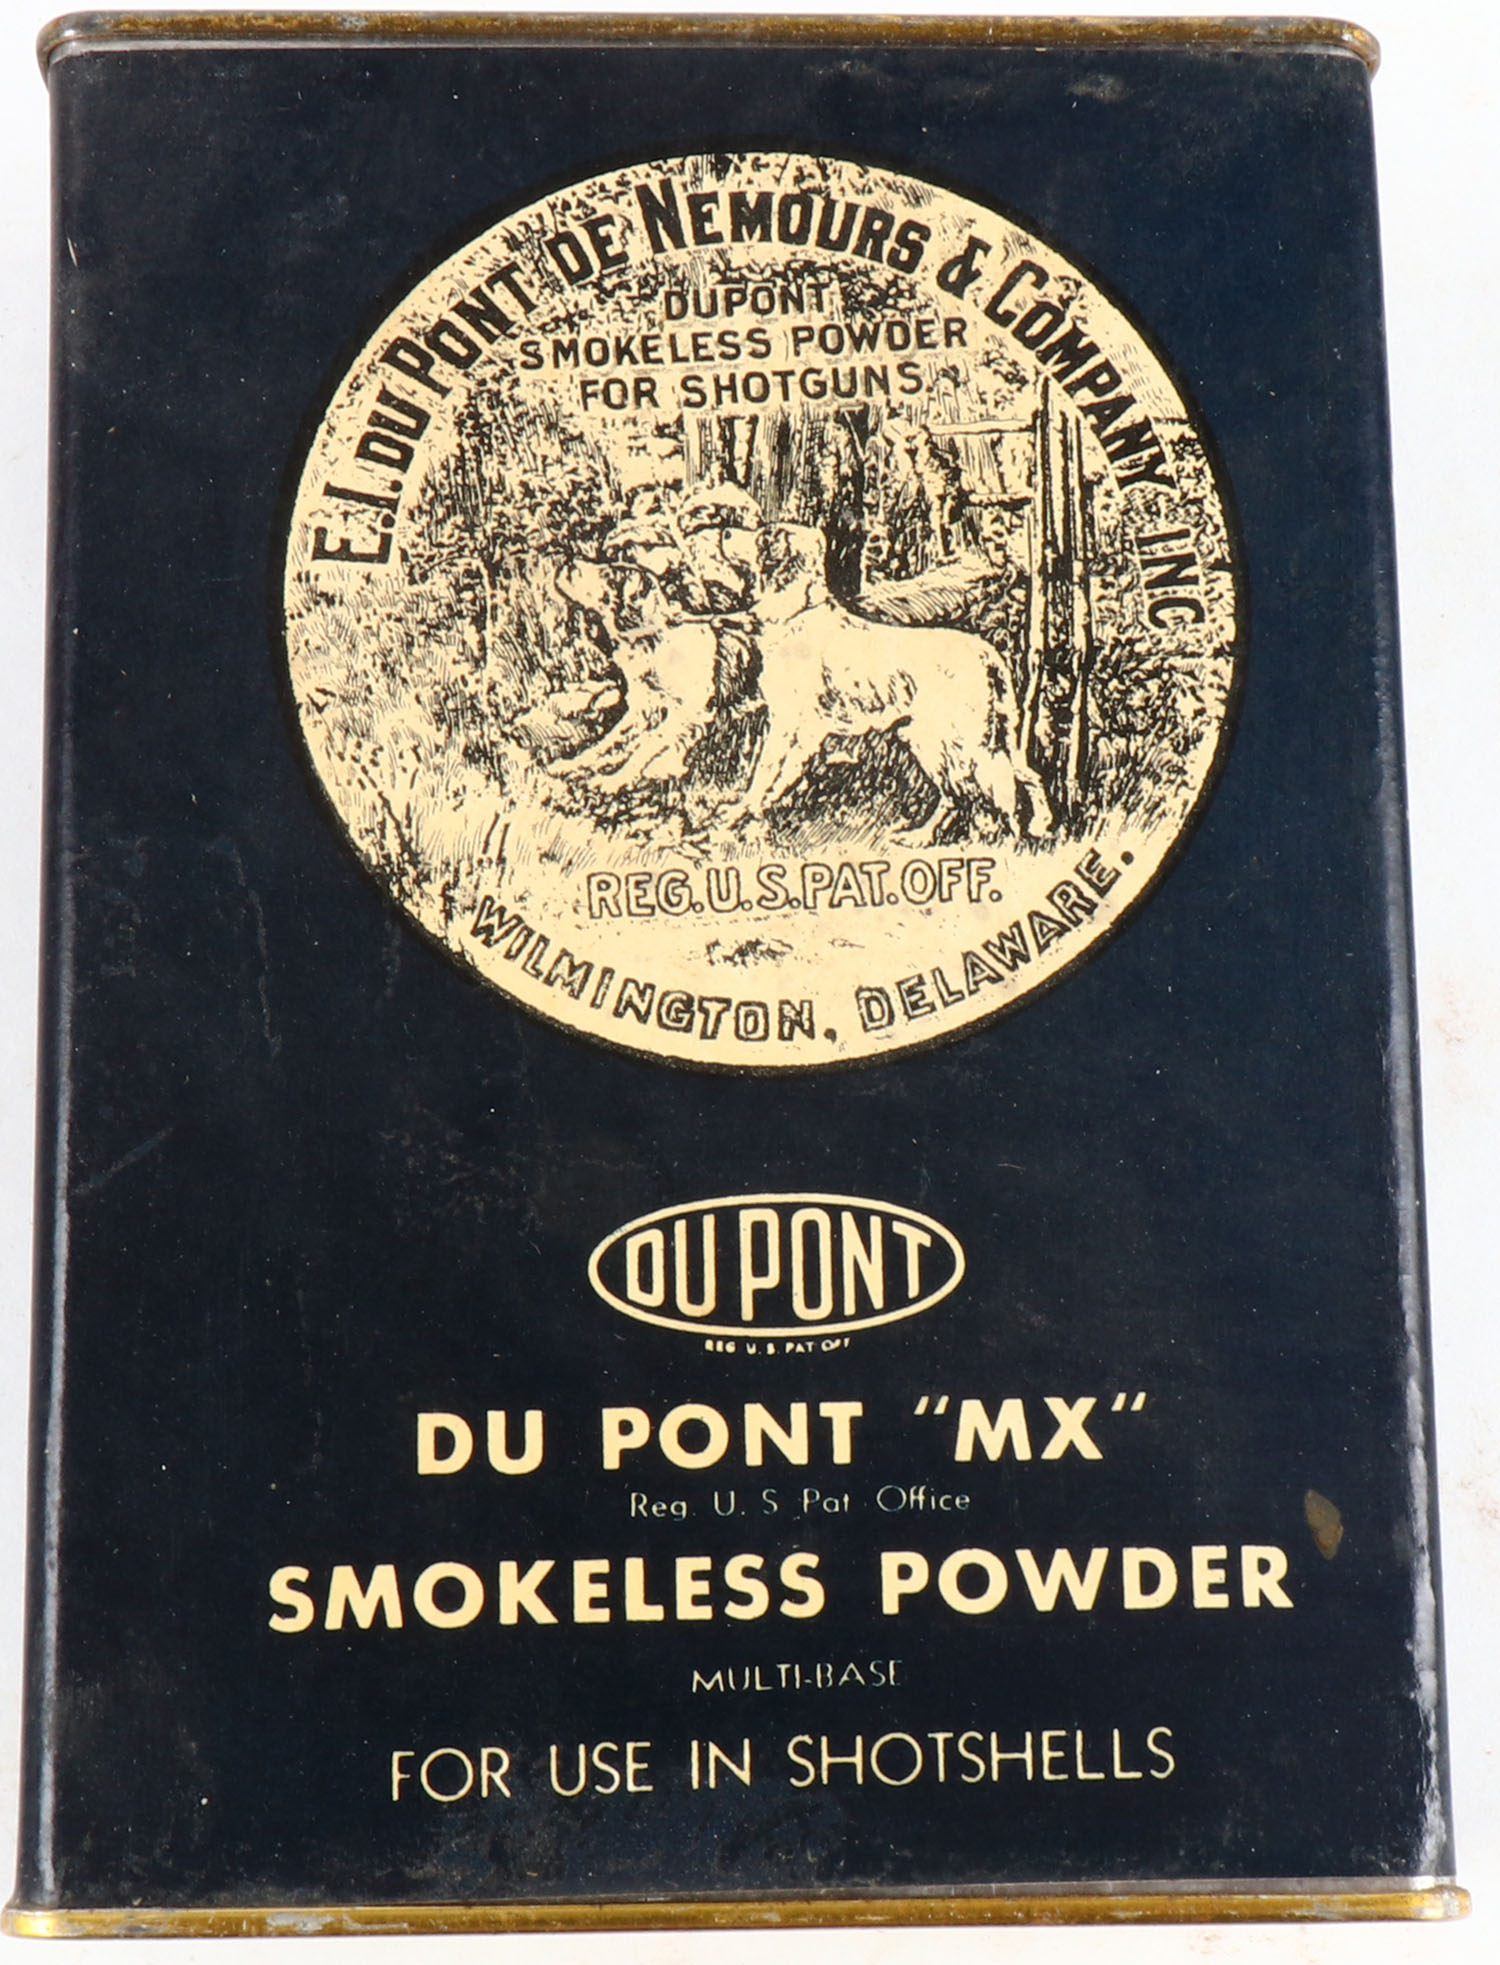 E.I. DU PONT DE NEMOURS & COMPANY INC
DUPONT
SMOKELESS POWDER
FOR SHOTGUNS
REG.U.S.PAT.OFF.
WILMINGTON, DELAWARE.
DU PONT
REG U.S.PAT OFF
DU PONT "MX"
Reg. U. S Pat. Office
SMOKELESS POWDER
MULTI-BASE
FOR USE IN SHOTSHELLS